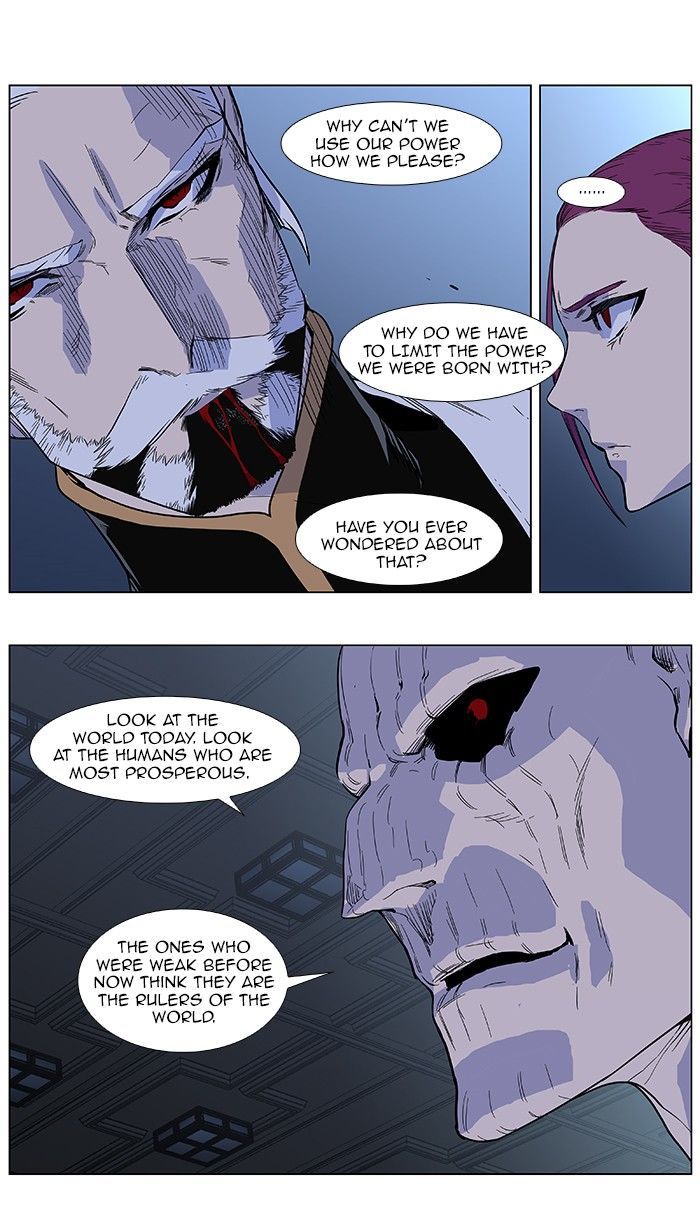 WHY CAN'T WE
USE OUR POWER
HOW WE PLEASE?
WHY DO WE HAVE
TO LIMIT THE POWER
WE WERE BORN WITH?
HAVE YOU EVER
WONDERED ABOUT
THAT?
......
LOOK AT THE
WORLD TODAY. LOOK
AT THE HUMANS WHO ARE
MOST PROSPEROUS.
THE ONES WHO
WERE WEAK BEFORE
NOW THINK THEY ARE
THE RULERS OF THE
WORLD.